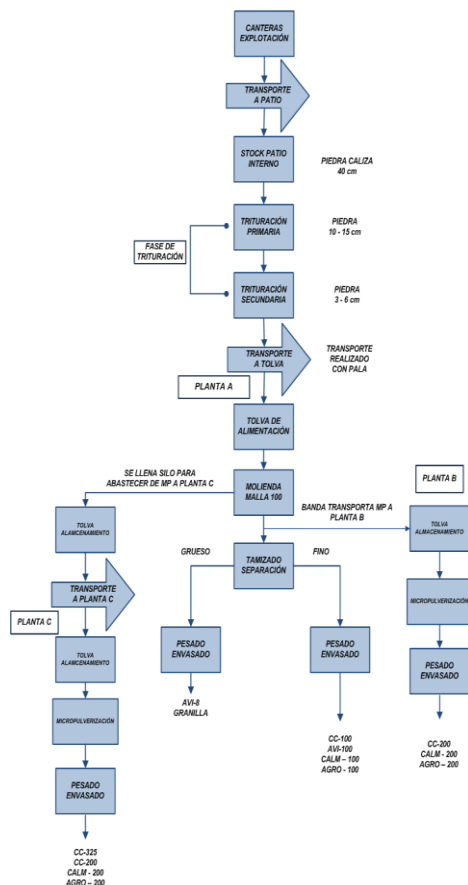 CANTERAS
EXPLOTACIÓN
TRANSPORTE
A PATIO
STOCK PATIO
INTERNO
PIEDRA CALIZA
40 cm
TRITURACIÓN
PRIMARIA
PIEDRA
10 - 15 cm
FASE DE
TRITURACIÓN
TRITURACIÓN
SECUNDARIA
PIEDRA
3 - 6 cm
TRANSPORTE
A TOLVA
TRANSPORTE
REALIZADO
CON PALA
PLANTA A
TOLVA DE
ALIMENTACIÓN
SE LLENA SILO PARA
ABASTECER DE MP A PLANTA C
MOLIENDA
MALLA 100
PLANTA B
BANDA TRANSPORTA MP A
PLANTA B
TOLVA
ALAMCENAMIENTO
TOLVA
ALMACENAMIENTO
GRUESO
TAMIZADO
SEPARACIÓN
FINO
TRANSPORTE
A PLANTA C
MICROPULVERIZACIÓN
PLANTA C
TOLVA
ALAMCENAMIENTO
PESADO
ENVASADO
PESADO
ENVASADO
PESADO
ENVASADO
AVI-8
GRANILLA
MICROPULVERIZACIÓN
CC-100
AVI-100
CALM – 100
AGRO - 100
CC-200
CALM - 200
AGRO – 200
PESADO
ENVASADO
CC-325
CC-200
CALM - 200
AGRO – 200